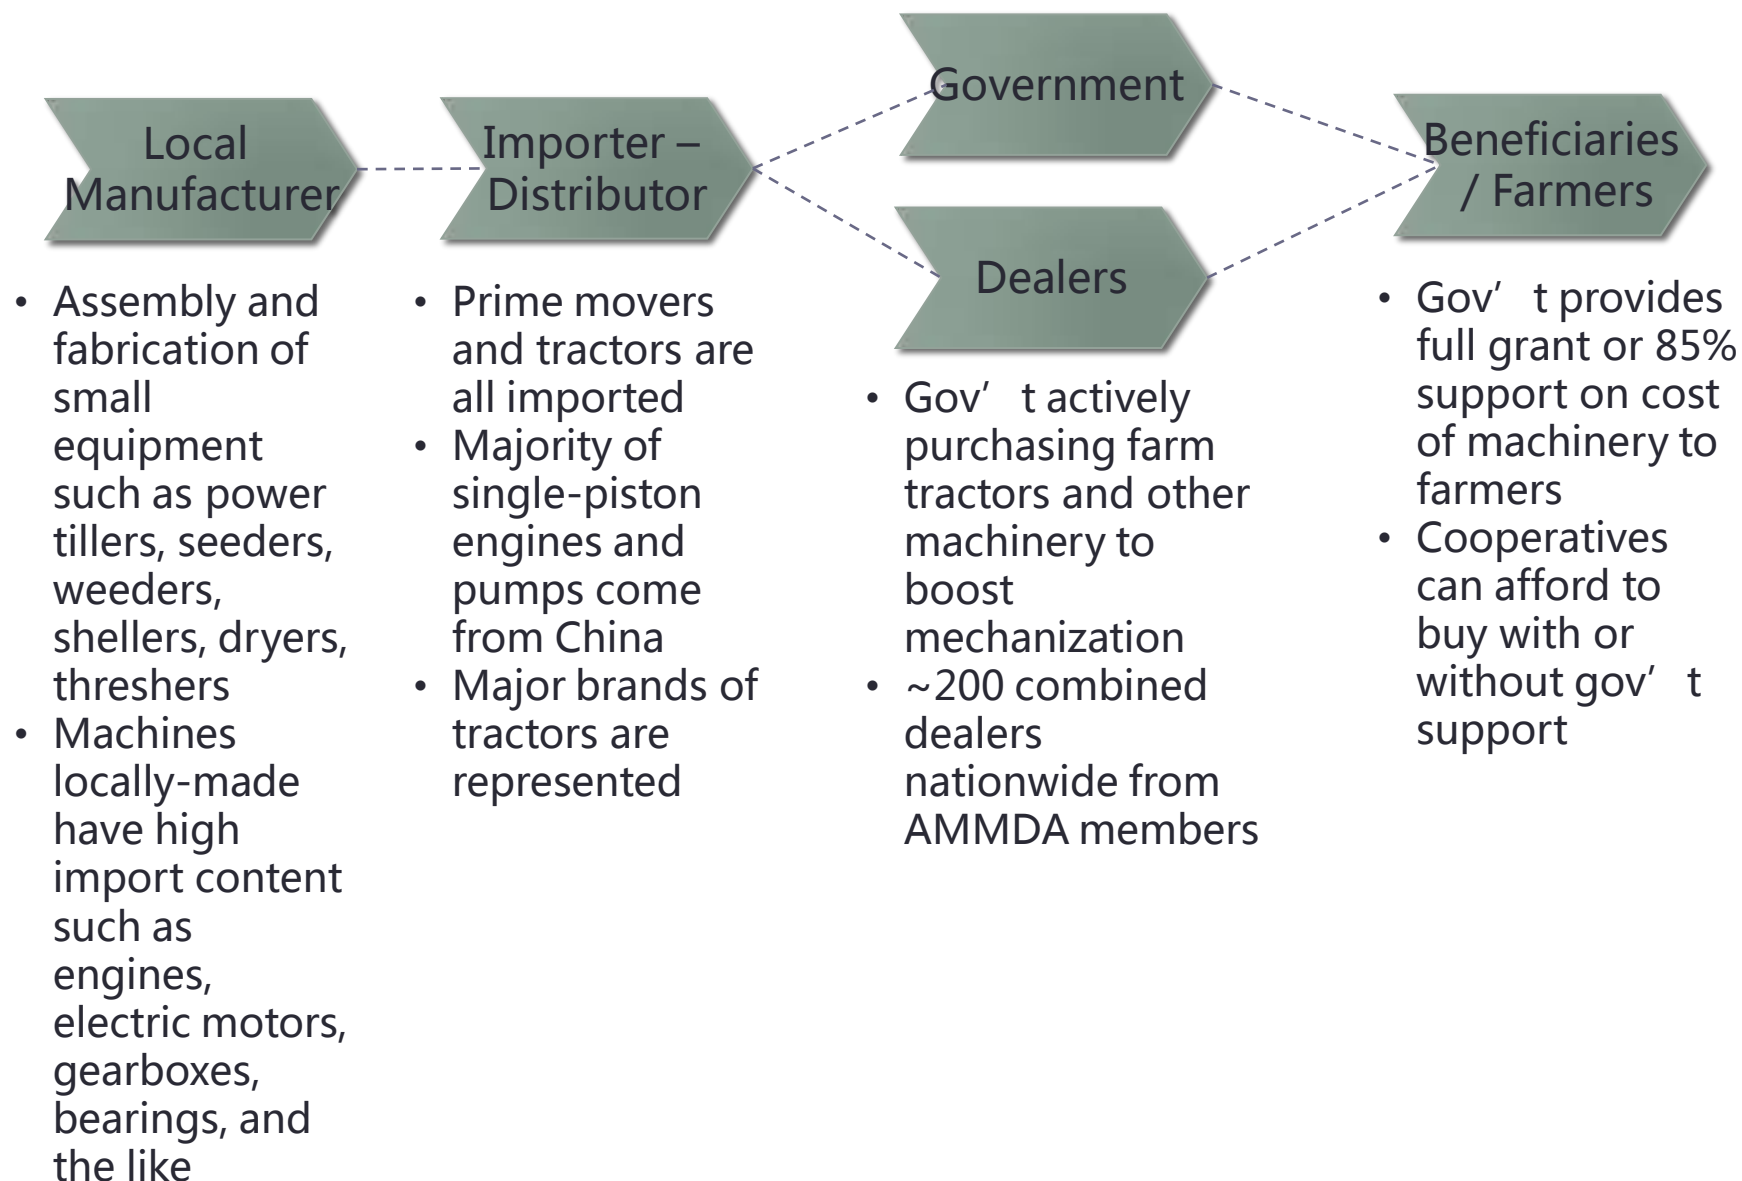 Local
Manufacturer
Importer –
Distributor
Government
Dealers
Beneficiaries
/ Farmers
• Assembly and
fabrication of
small
equipment
such as power
tillers, seeders,
weeders,
shellers, dryers,
threshers
• Machines
locally-made
have high
import content
such as
engines,
electric motors,
gearboxes,
bearings, and
the like
• Prime movers
and tractors are
all imported
• Majority of
single-piston
engines and
pumps come
from China
• Major brands of
tractors are
represented
• Gov’t actively
purchasing farm
tractors and other
machinery to
boost
mechanization
• ~200 combined
dealers
nationwide from
AMMDA members
• Gov’t provides
full grant or 85%
support on cost
of machinery to
farmers
• Cooperatives
can afford to
buy with or
without gov’t
support